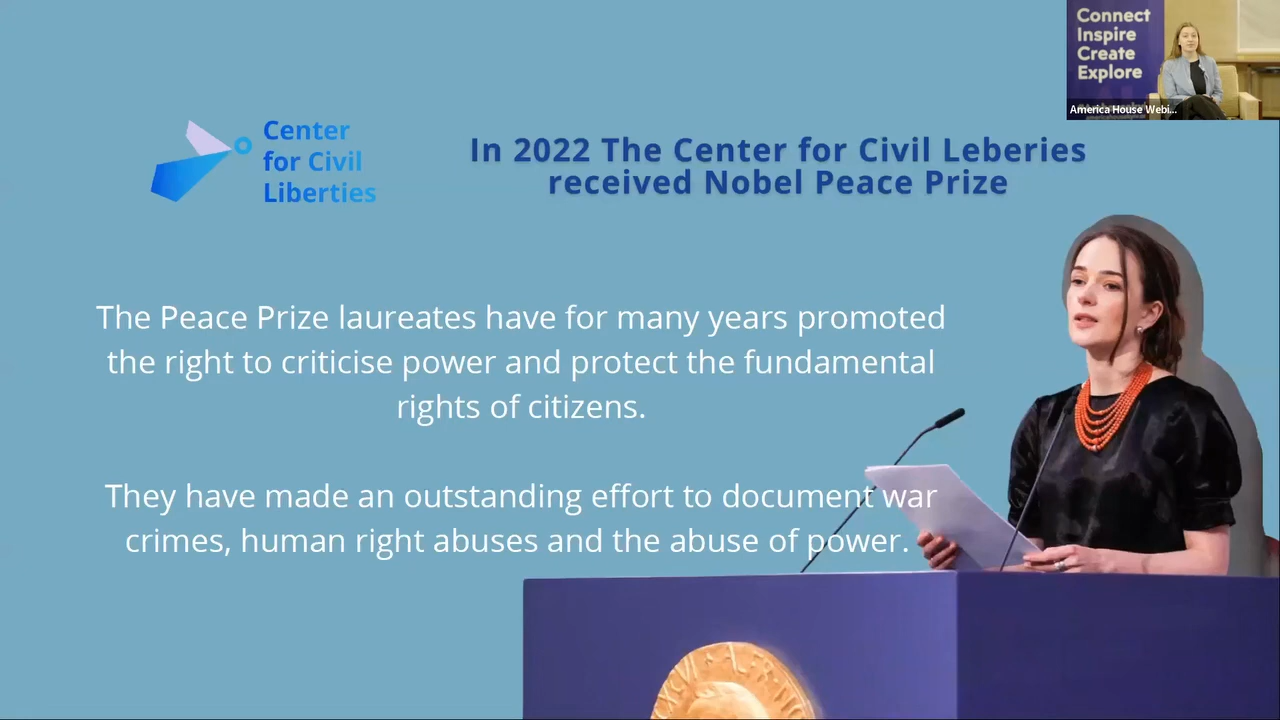 Connect
Inspire
Create
Explore
America House Webi...
Center
for Civil
Liberties
In 2022 The Center for Civil Leberies
received Nobel Peace Prize
The Peace Prize laureates have for many years promoted
the right to criticise power and protect the fundamental
rights of citizens.
They have made an outstanding effort to document war
crimes, human right abuses and the abuse of power.